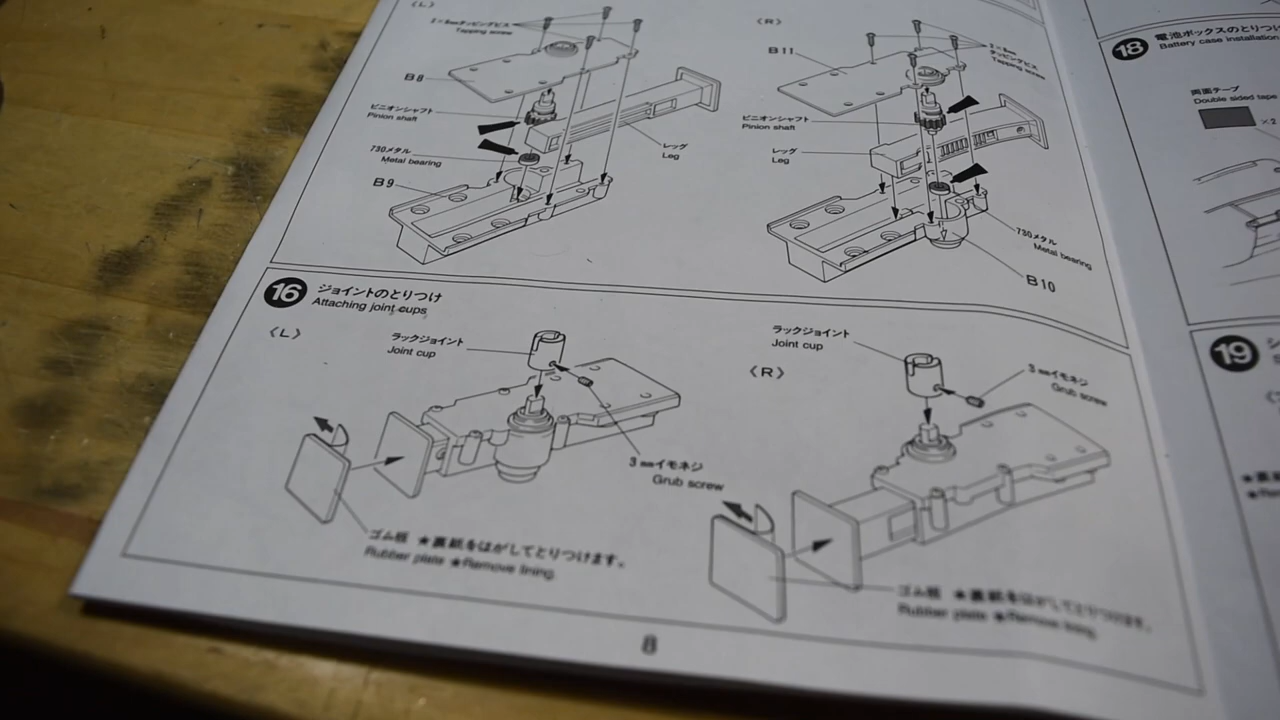 (L)
2×8mmタッピングビス
Tapping screw
B8
ピニオンシャフト
Pinion shaft
730メタル
Metal bearing
B9
レッグ
Leg
(R)
B11
2×8mm
タッピングビス
Tapping screw
ピニオンシャフト
Pinion shaft
レッグ
Leg
730メタル
Metal bearing
B10
16
ジョイントのとりつけ
Attaching joint cups
《L》
ラックジョイント
Joint cup
3mmイモネジ
Grub screw
ゴム板 ★裏紙をはがしてとりつけます。
Rubber plate ★Remove lining.
《R》
ラックジョイント
Joint cup
3mmイモネジ
Grub screw
ゴム板 ★裏紙をはがしてとりつけます。
Rubber plate ★Remove lining.
8
18
電池ボックスのとりつけ
Battery case installation
両面テープ
Double sided tape
×2
19